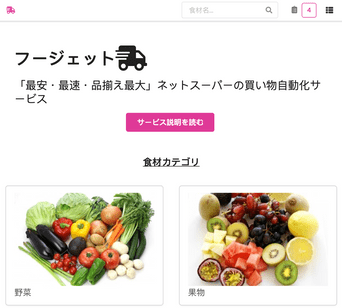 食材名..
4
フージェット
「最安・最速・品揃え最大」ネットスーパーの買い物自動化サ
ービス
サービス説明を読む
食材カテゴリ
野菜
果物